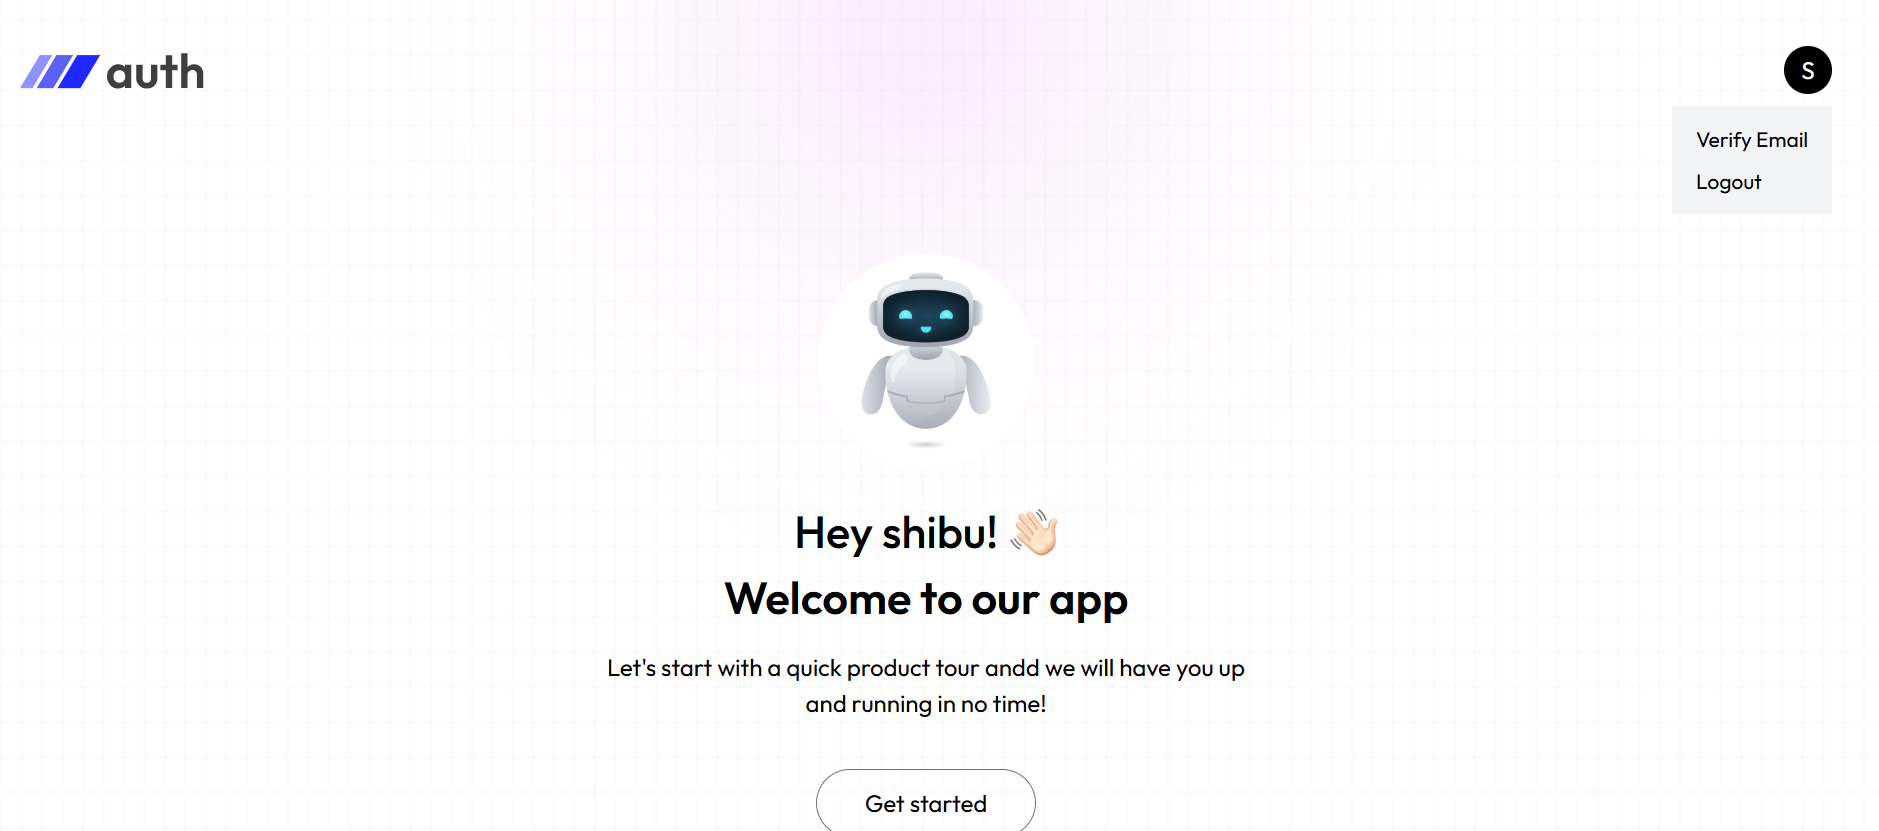 auth
S
Verify Email
Logout
Hey shibu! 👋🏻
Welcome to our app
Let's start with a quick product tour andd we will have you up
and running in no time!
Get started